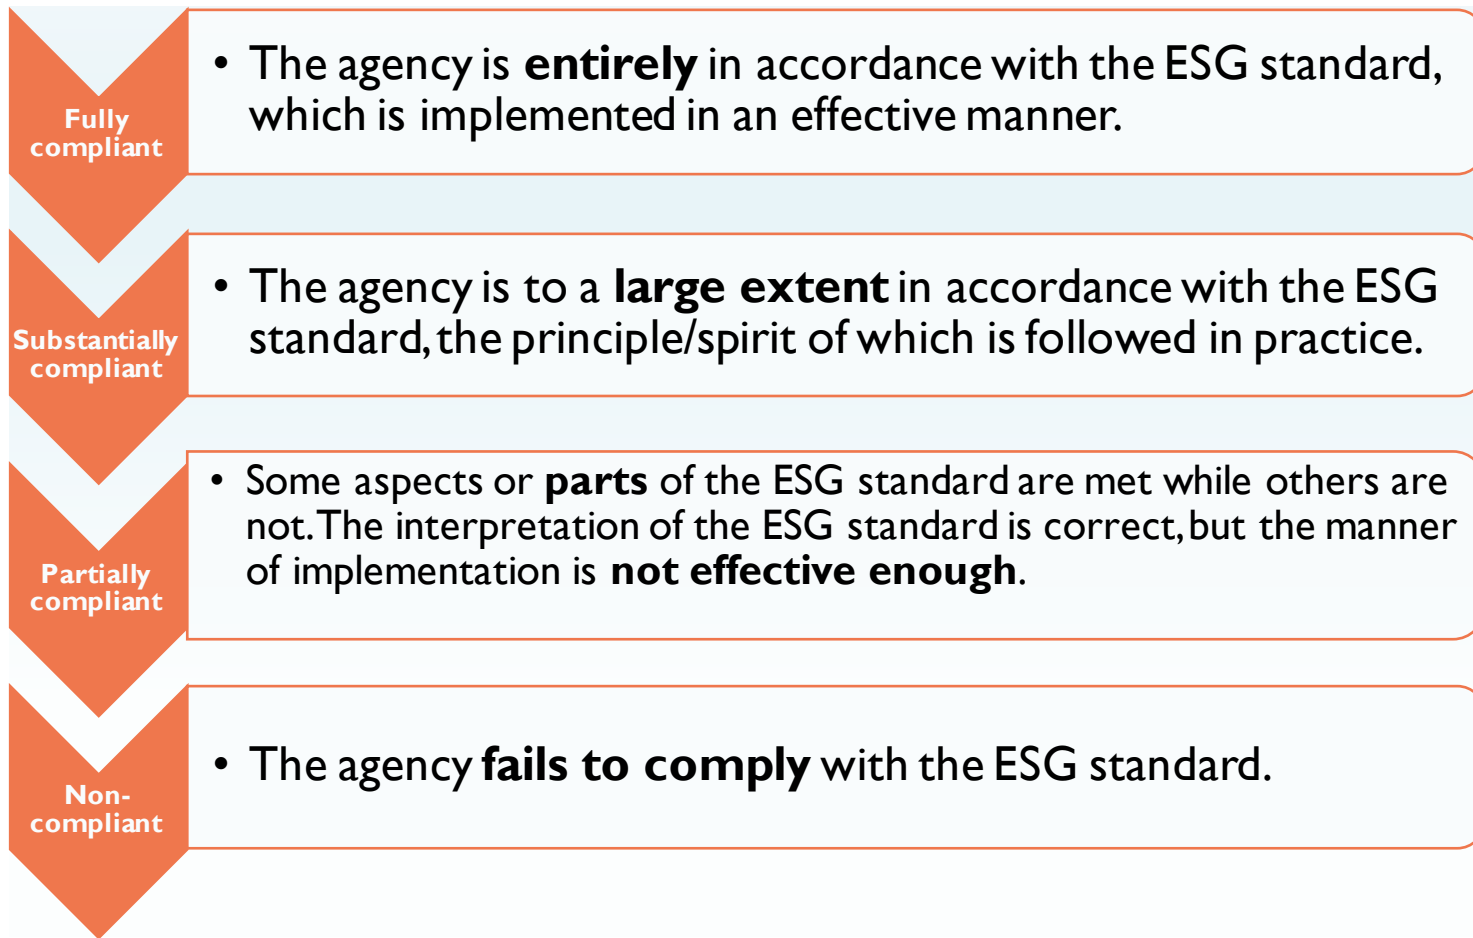 Fully
compliant
• The agency is entirely in accordance with the ESG standard,
which is implemented in an effective manner.
Substantially
compliant
• The agency is to a large extent in accordance with the ESG
standard, the principle/spirit of which is followed in practice.
Partially
compliant
• Some aspects or parts of the ESG standard are met while others are
not. The interpretation of the ESG standard is correct, but the manner
of implementation is not effective enough.
Non-
compliant
• The agency fails to comply with the ESG standard.